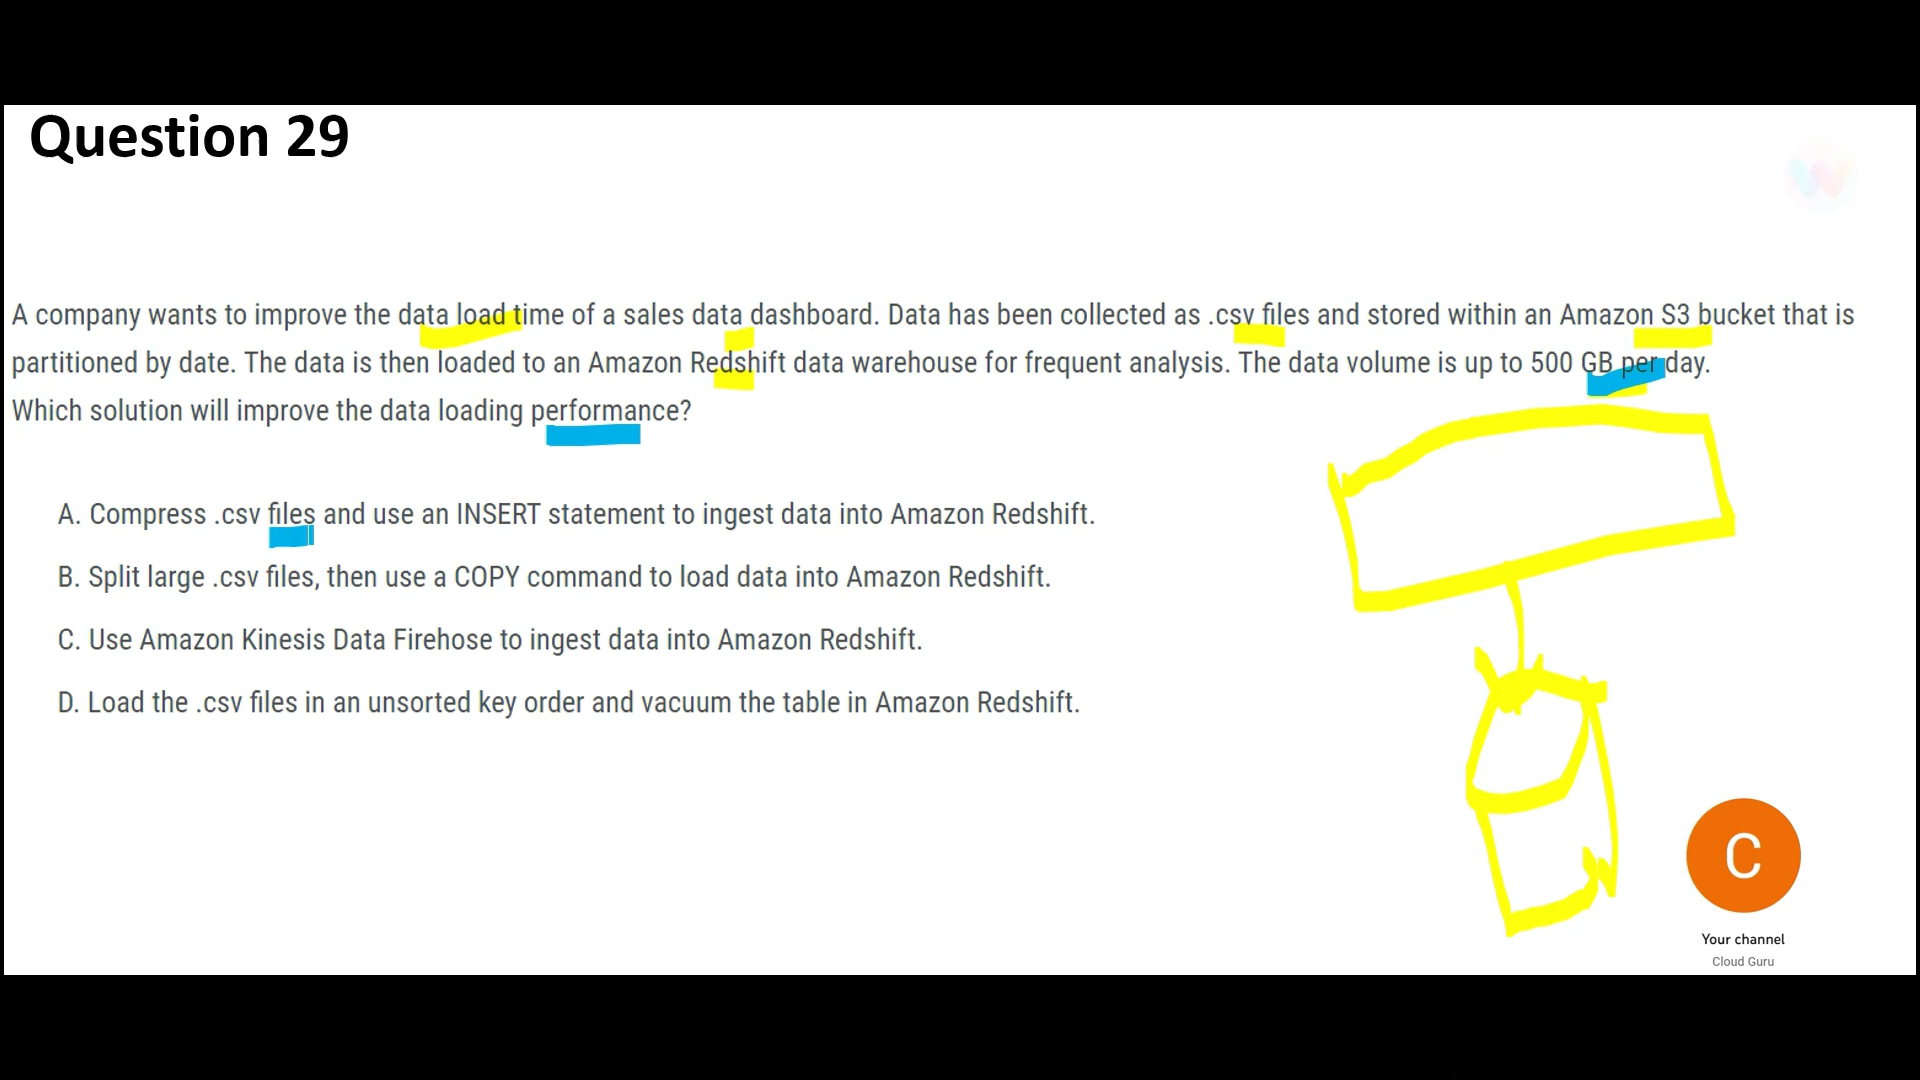 Question 29
A company wants to improve the data load time of a sales data dashboard. Data has been collected as .csv files and stored within an Amazon S3 bucket that is
partitioned by date. The data is then loaded to an Amazon Redshift data warehouse for frequent analysis. The data volume is up to 500 GB per day.
Which solution will improve the data loading performance?
A. Compress .csv files and use an INSERT statement to ingest data into Amazon Redshift.
B. Split large .csv files, then use a COPY command to load data into Amazon Redshift.
C. Use Amazon Kinesis Data Firehose to ingest data into Amazon Redshift.
D. Load the .csv files in an unsorted key order and vacuum the table in Amazon Redshift.
C
Your channel
Cloud Guru